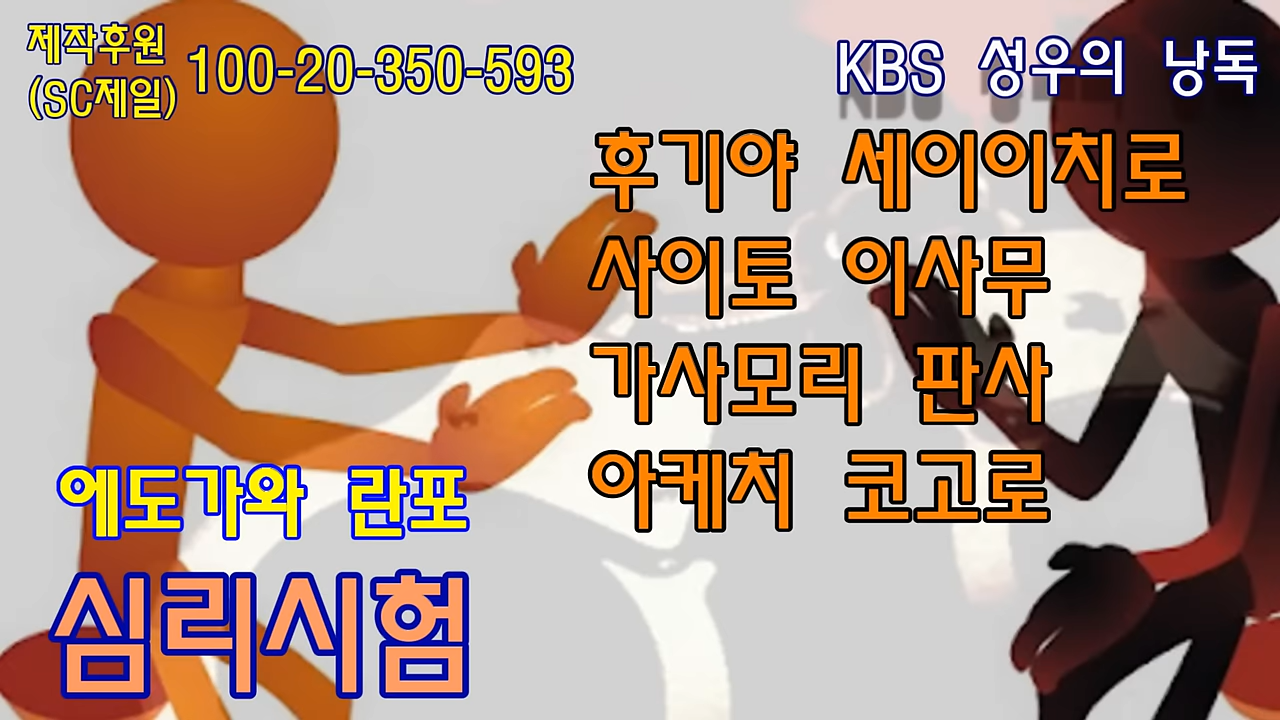 제작후원
(SC제일) 100-20-350-593
KBS 성우의 낭독
후기야 세이이치로
사이토 이사무
가사모리 판사
아케치 코고로
에도가와 란포
심리시험